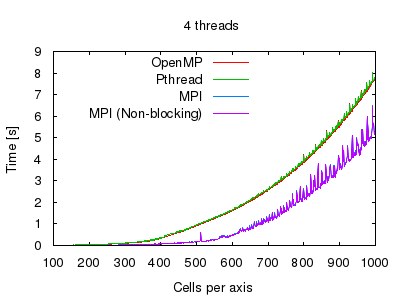 4 threads
OpenMP
Pthread
MPI
MPI (Non-blocking)
Time [s]
9
8
7
6
5
4
3
2
1
0
100 200 300 400 500 600 700 800 900 1000
Cells per axis